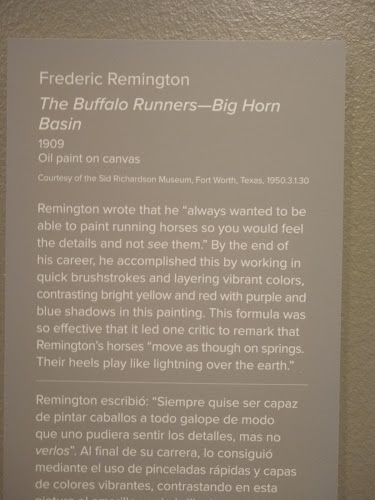 Frederic Remington
The Buffalo Runners—Big Horn
Basin
1909
Oil paint on canvas
Courtesy of the Sid Richardson Museum, Fort Worth, Texas, 1950.3.1.30
Remington wrote that he “always wanted to be
able to paint running horses so you would feel
the details and not see them.” By the end of
his career, he accomplished this by working in
quick brushstrokes and layering vibrant colors,
contrasting bright yellow and red with purple and
blue shadows in this painting. This formula was
so effective that it led one critic to remark that
Remington’s horses “move as though on springs.
Their heels play like lightning over the earth.”
Remington escribió: “Siempre quise ser capaz
de pintar caballos a todo galope de modo
que uno pudiera sentir los detalles, mas no
verlos”. Al final de su carrera, lo consiguió
mediante el uso de pinceladas rápidas y capas
de colores vibrantes, contrastando en esta